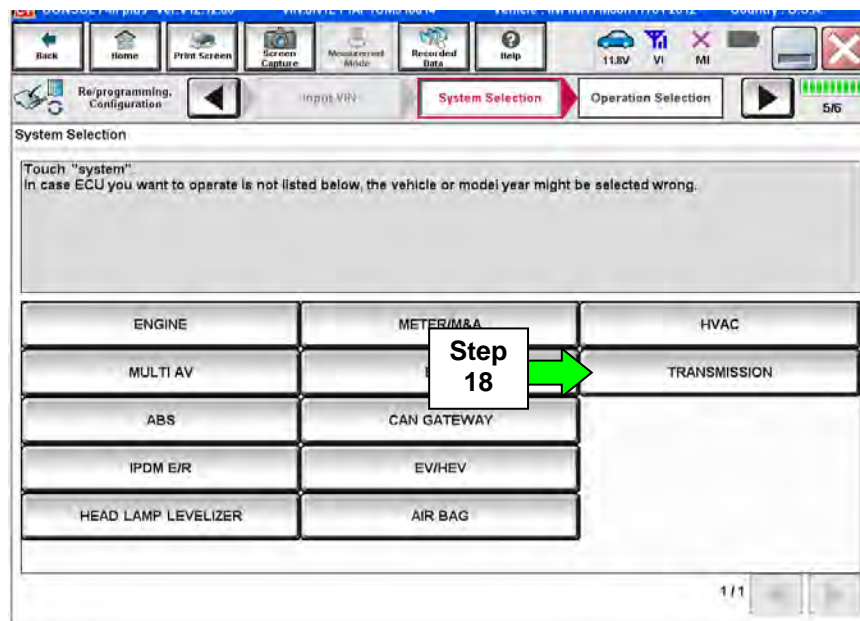 Back
Home
Print Screen
Screen Capture
Measurement Mode
Recorded Data
Help
11.8V
VI
MI
Re/programming,
Configuration
Input VIN
System Selection
Operation Selection
5/6
System Selection
Touch "system".
In case ECU you want to operate is not listed below, the vehicle or model year might be selected wrong.
ENGINE
METER/M&A
HVAC
MULTI AV
Step
18
TRANSMISSION
ABS
CAN GATEWAY
IPDM E/R
EV/HEV
HEAD LAMP LEVELIZER
AIR BAG
1/1